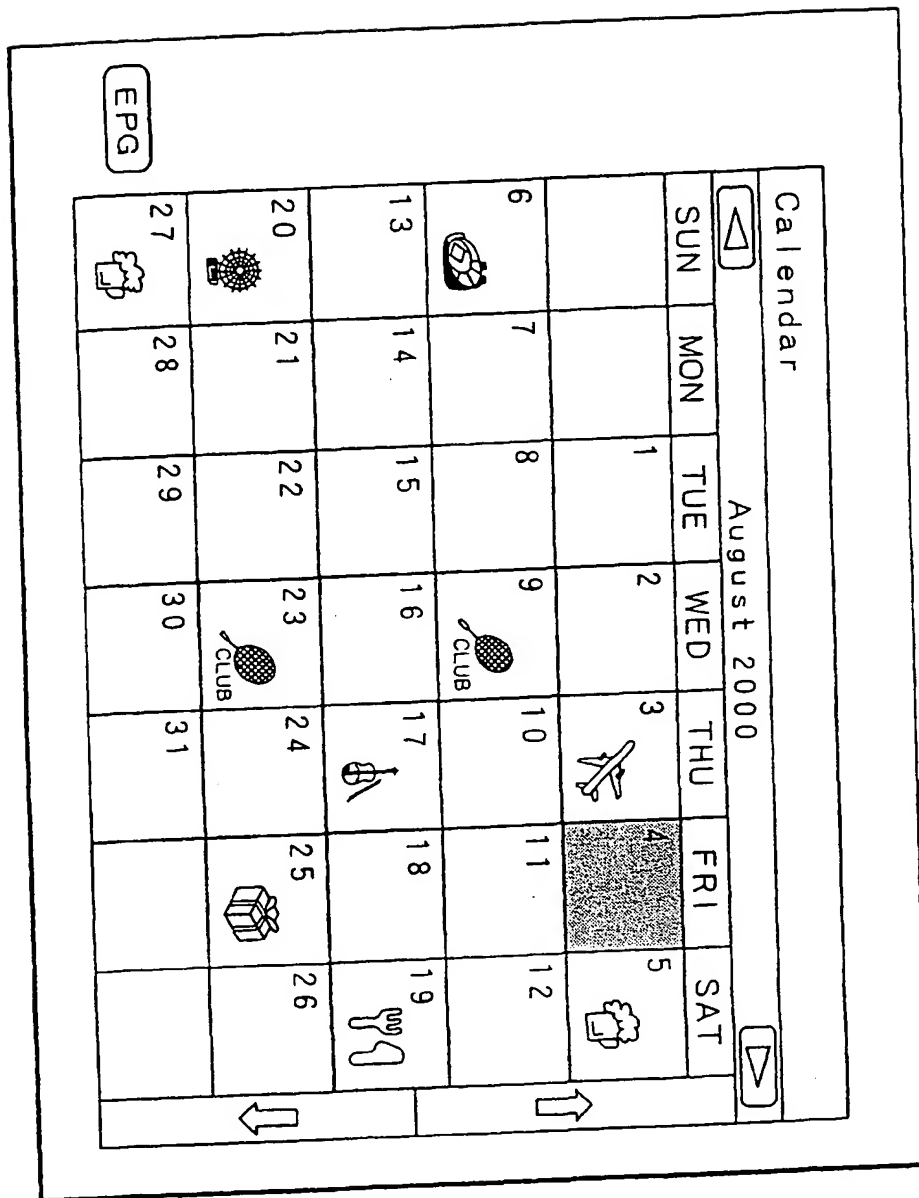 Calendar
August 2000
SUN MON TUE WED THU FRI SAT
1 2 3 4 5
6 7 8 9 10 11 12
CLUB
13 14 15 16 17 18 19
20 21 22 23 24 25 26
CLUB
27 28 29 30 31
EPG